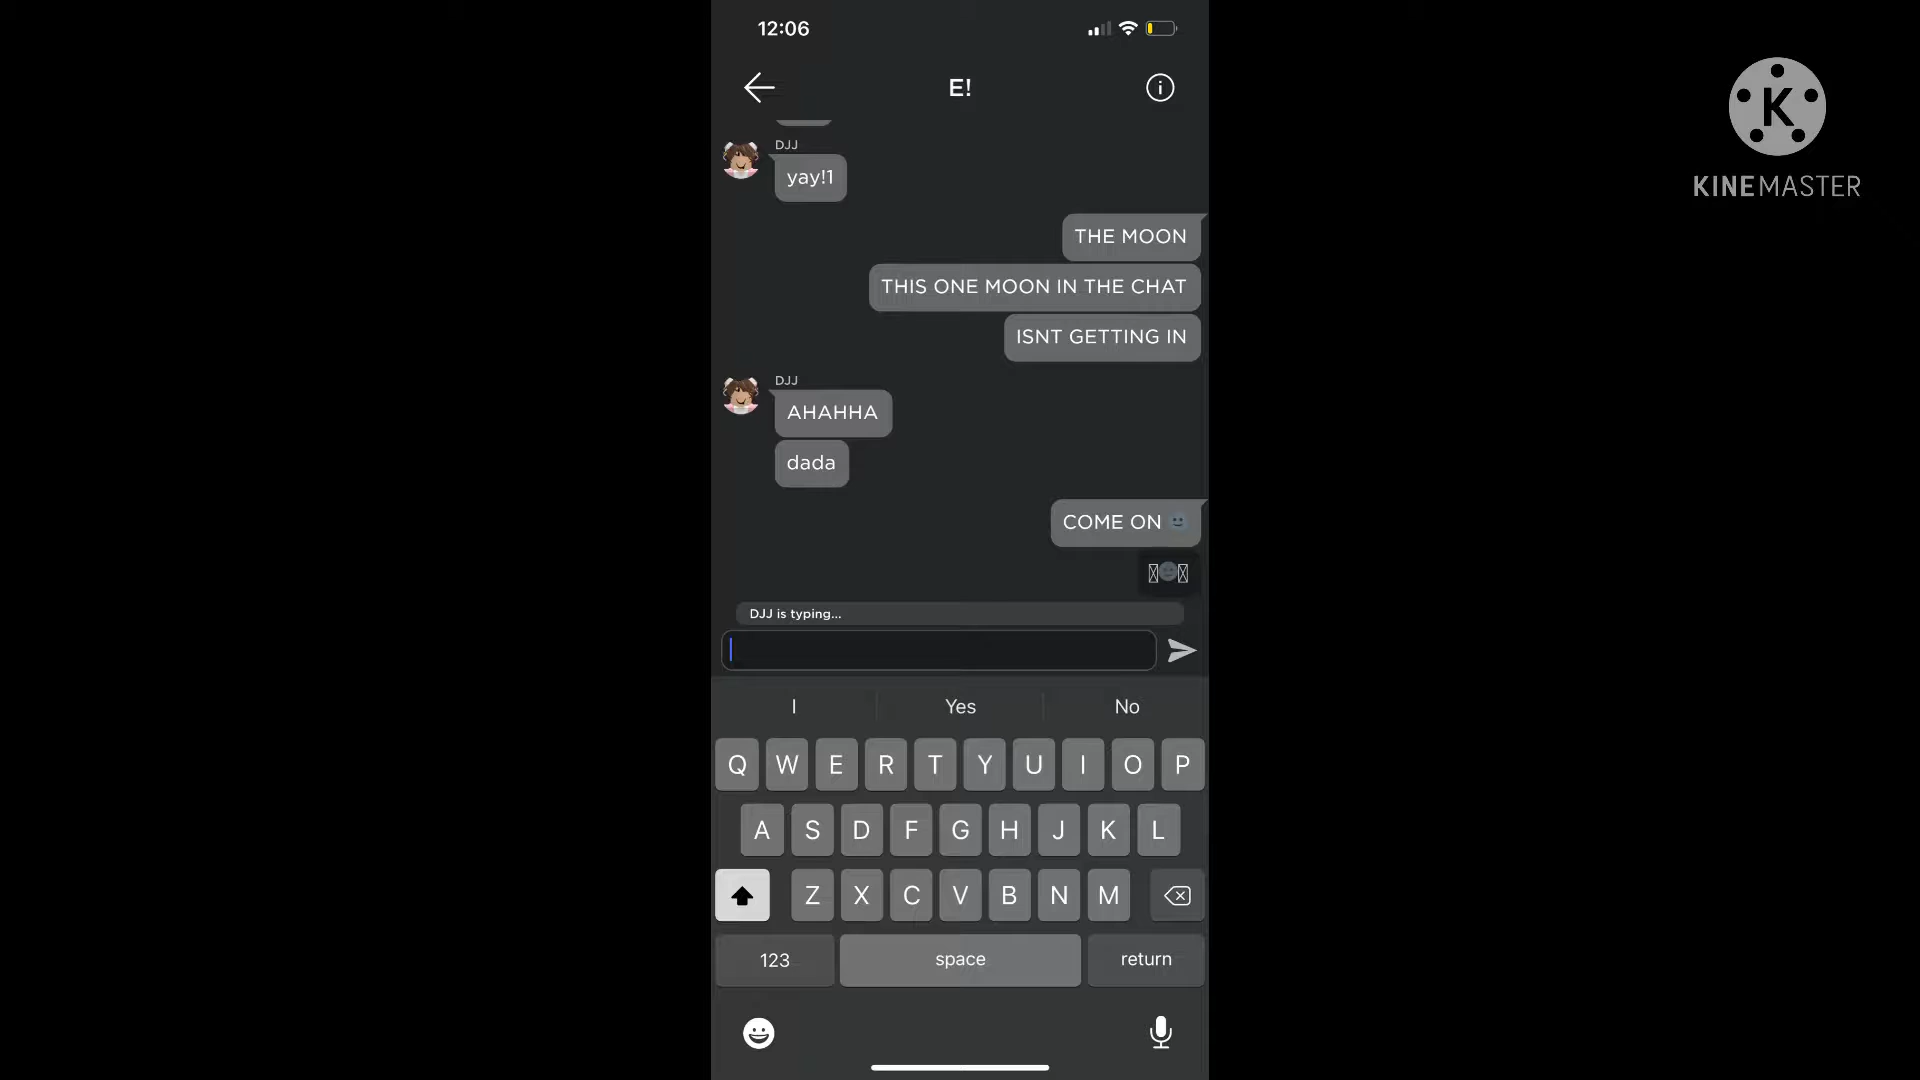 12:06
E!
DJJ
yay!1
THE MOON
THIS ONE MOON IN THE CHAT
ISNT GETTING IN
DJJ
AHAHHA
dada
COME ON 🌚
🌚
DJJ is typing...
I Yes No
Q W E R T Y U I O P
A S D F G H J K L
Z X C V B N M
123 space return
K
KINEMASTER